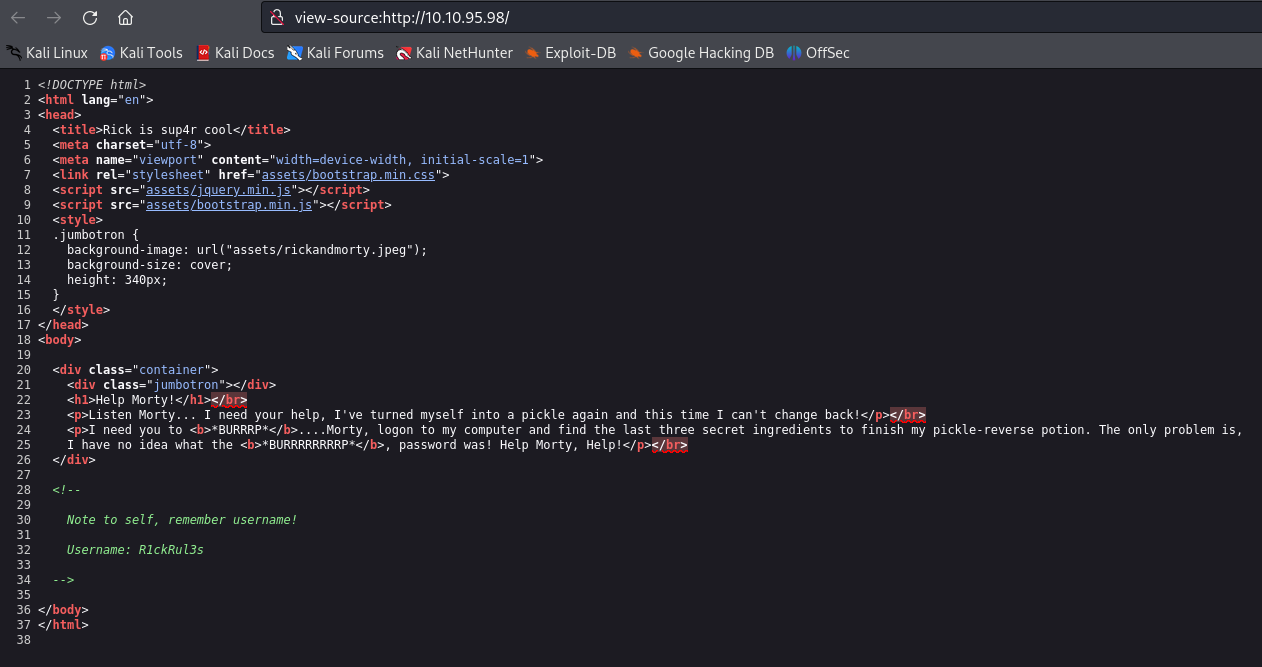 view-source:http://10.10.95.98/
Kali Linux Kali Tools Kali Docs Kali Forums Kali NetHunter Exploit-DB Google Hacking DB OffSec
1 <!DOCTYPE html>
2 <html lang="en">
3 <head>
4   <title>Rick is sup4r cool</title>
5   <meta charset="utf-8">
6   <meta name="viewport" content="width=device-width, initial-scale=1">
7   <link rel="stylesheet" href="assets/bootstrap.min.css">
8   <script src="assets/jquery.min.js"></script>
9   <script src="assets/bootstrap.min.js"></script>
10   <style>
11   .jumbotron {
12     background-image: url("assets/rickandmorty.jpeg");
13     background-size: cover;
14     height: 340px;
15   }
16   </style>
17 </head>
18 <body>
19
20   <div class="container">
21     <div class="jumbotron"></div>
22     <h1>Help Morty!</h1></br>
23     <p>Listen Morty... I need your help, I've turned myself into a pickle again and this time I can't change back!</p></br>
24     <p>I need you to <b>*BURRRP*</b>....Morty, logon to my computer and find the last three secret ingredients to finish my pickle-reverse potion. The only problem is,
25     I have no idea what the <b>*BURRRRRRRRP*</b>, password was! Help Morty, Help!</p></br>
26   </div>
27
28   <!--
29
30     Note to self, remember username!
31
32     Username: R1ckRul3s
33
34   -->
35
36 </body>
37 </html>
38